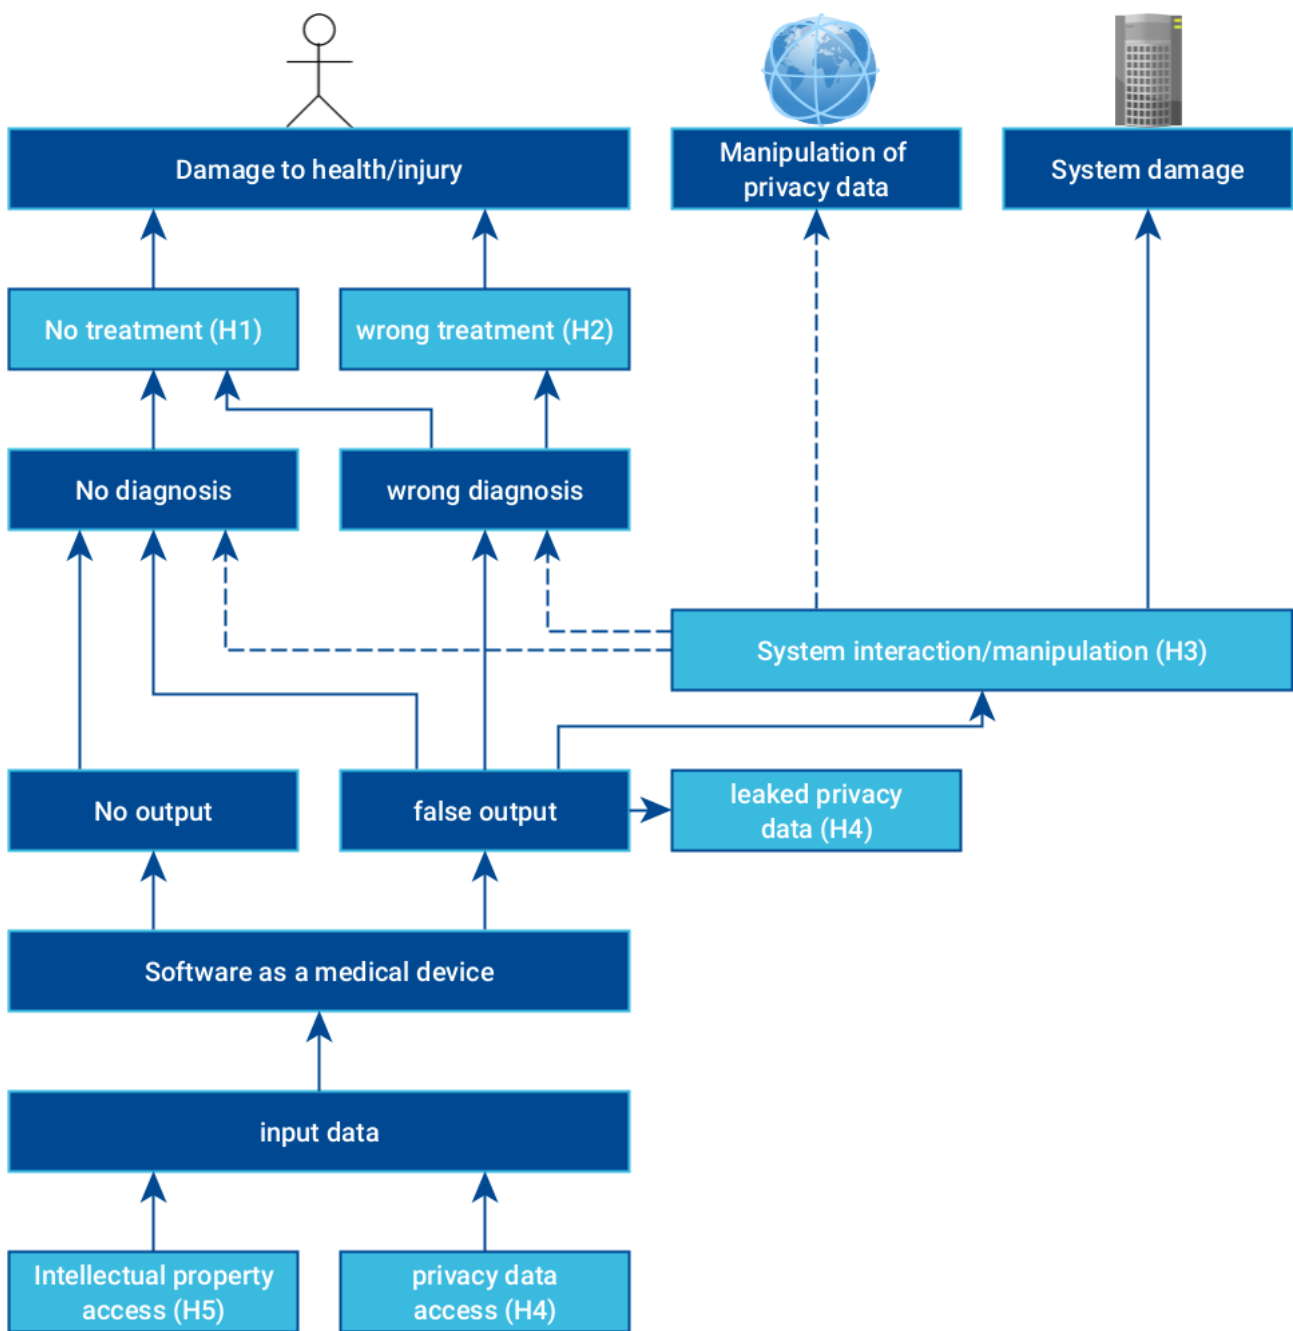 Damage to health/injury
Manipulation of
privacy data
System damage
No treatment (H1)
wrong treatment (H2)
No diagnosis
wrong diagnosis
System interaction/manipulation (H3)
No output
false output
leaked privacy
data (H4)
Software as a medical device
input data
Intellectual property
access (H5)
privacy data
access (H4)